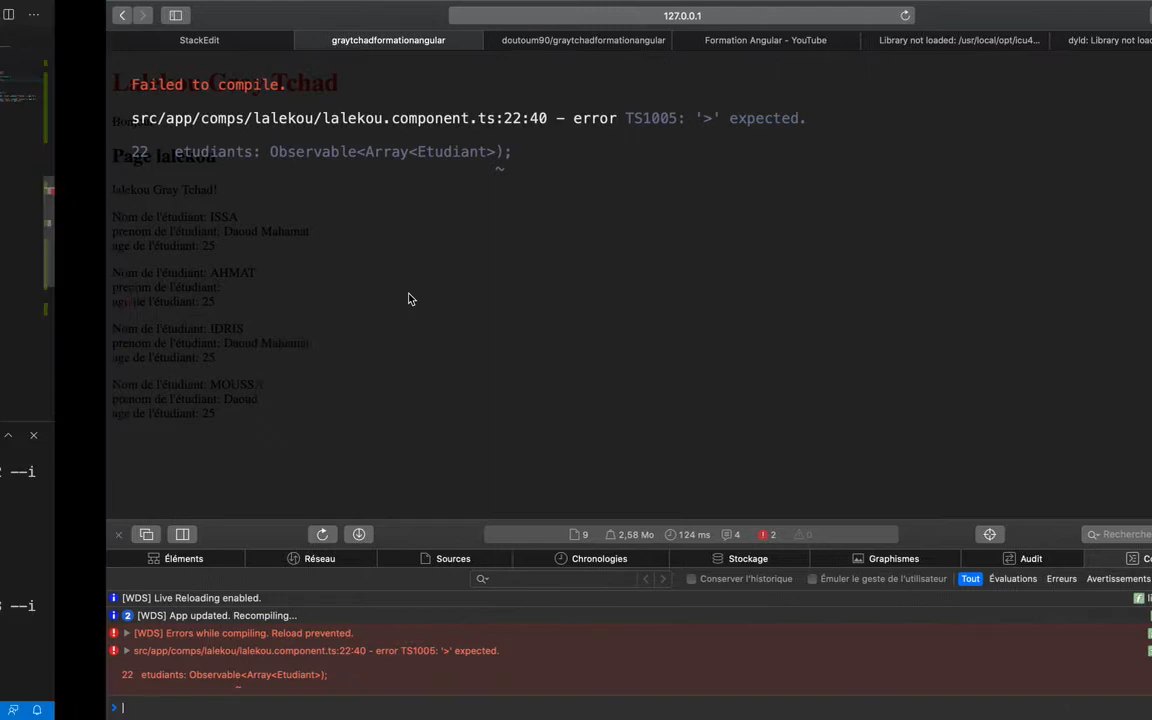 127.0.0.1
StackEdit
graytchadformationangular
doutoum90/graytchadformationangular
Formation Angular - YouTube
Library not loaded: /usr/local/opt/icu4...
dyld: Library not loa
Lalekou Gray Tchad
Failed to compile.
src/app/comps/lalekou/lalekou.component.ts:22:40 - error TS1005: '>' expected.
22 etudiants: Observable<Array<Etudiant>);
~
Page lalekou
lalekou Gray Tchad!
Nom de l'étudiant: ISSA
prenom de l'étudiant: Daoud Mahamat
age de l'étudiant: 25
Nom de l'étudiant: AHMAT
prenom de l'étudiant:
age de l'étudiant: 25
Nom de l'étudiant: IDRIS
prenom de l'étudiant: Daoud Mahamat
age de l'étudiant: 25
Nom de l'étudiant: MOUSSA
prenom de l'étudiant: Daoud
age de l'étudiant: 25
--i
--i
9 2,58 Mo 124 ms 4 2 0
Recherche
Éléments
Réseau
Sources
Chronologies
Stockage
Graphismes
Audit
Conserver l'historique
Émuler le geste de l'utilisateur
Tout
Évaluations
Erreurs
Avertissements
[WDS] Live Reloading enabled.
2 [WDS] App updated. Recompiling...
[WDS] Errors while compiling. Reload prevented.
src/app/comps/lalekou/lalekou.component.ts:22:40 - error TS1005: '>' expected.
22 etudiants: Observable<Array<Etudiant>);
~